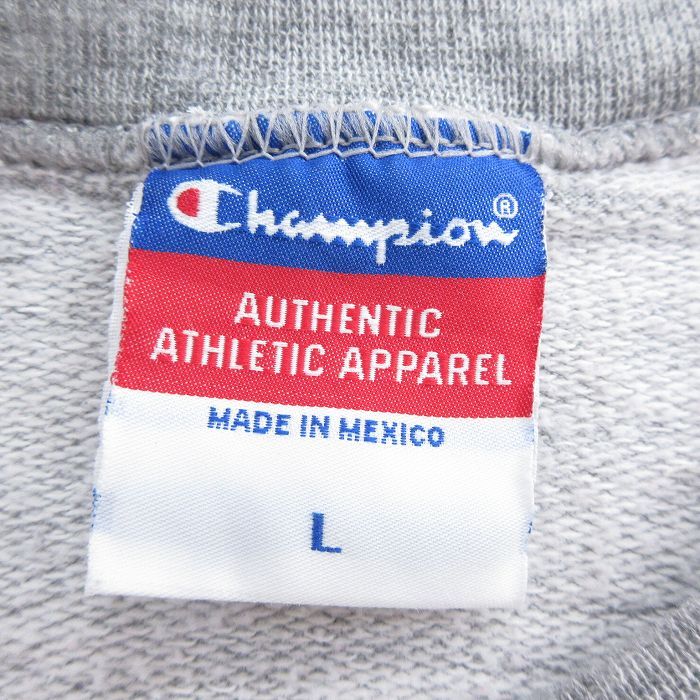 Champion®
AUTHENTIC
ATHLETIC APPAREL
MADE IN MEXICO
L